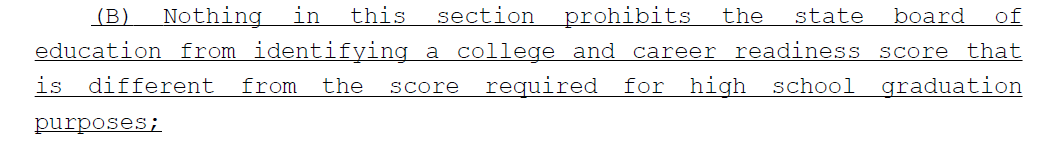 (B) Nothing in this section prohibits the state board of
education from identifying a college and career readiness score that
is different from the score required for high school graduation
purposes;